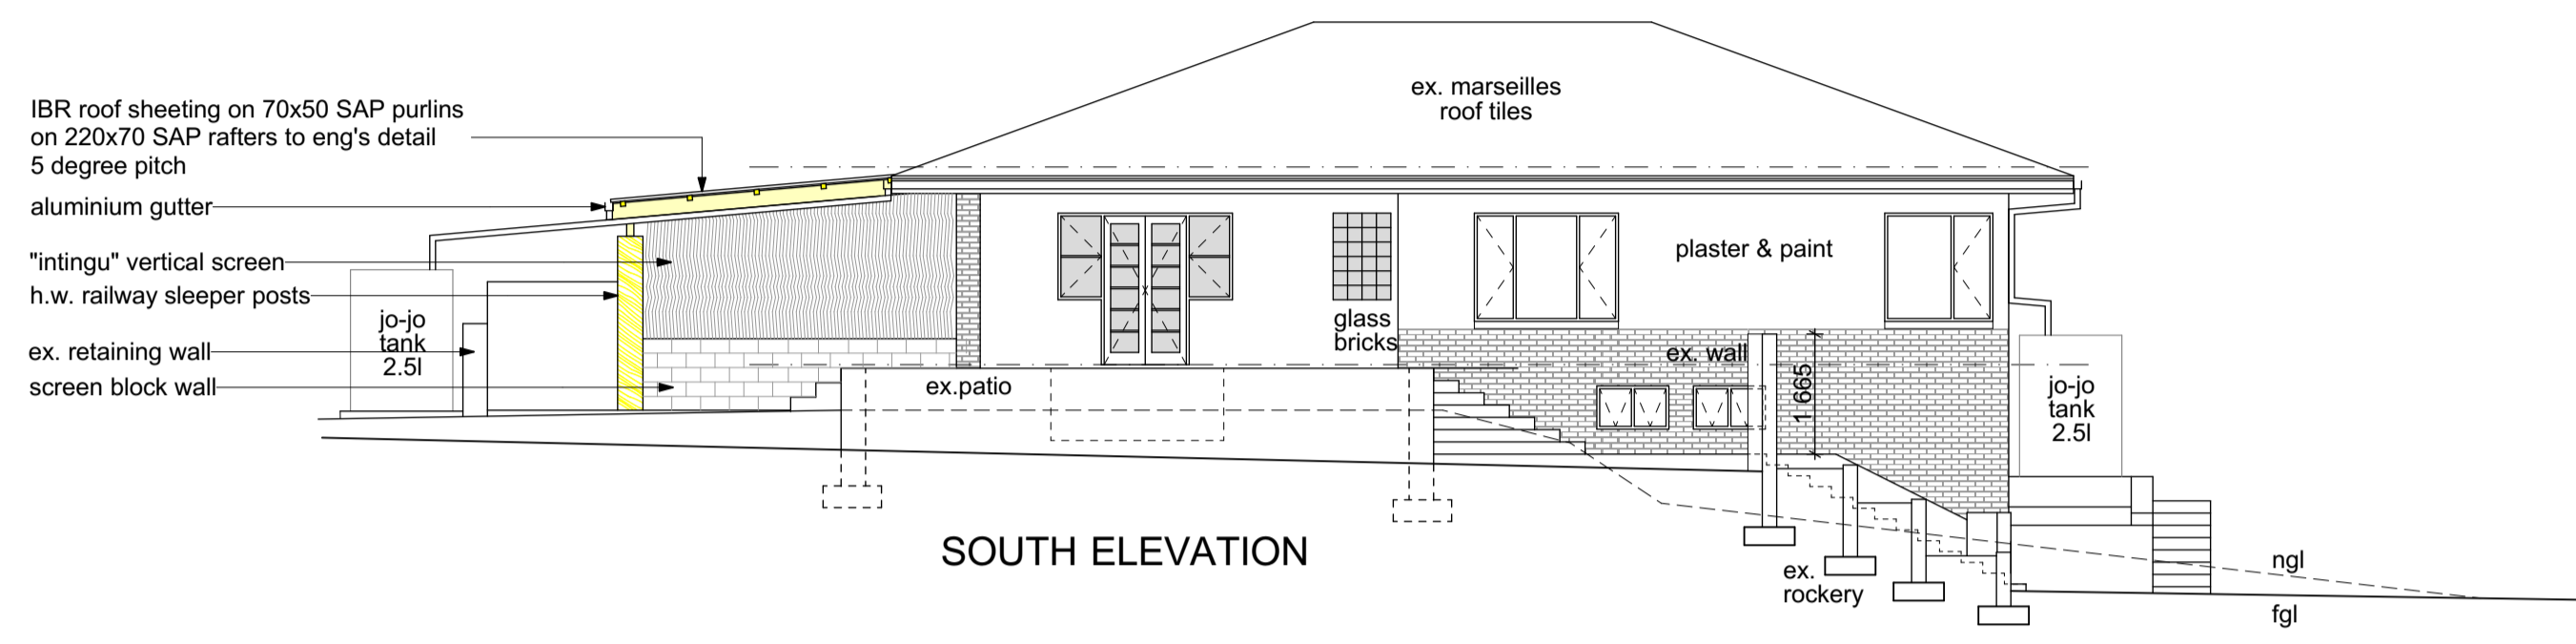 IBR roof sheeting on 70x50 SAP purlins
on 220x70 SAP rafters to eng's detail
5 degree pitch
aluminium gutter
"intingu" vertical screen
h.w. railway sleeper posts
ex. retaining wall
screen block wall
jo-jo
tank
2.5l
ex. marseilles
roof tiles
plaster & paint
glass
bricks
ex. wall
1 665
ex.patio
jo-jo
tank
2.5l
SOUTH ELEVATION
ex.
rockery
ngl
fgl